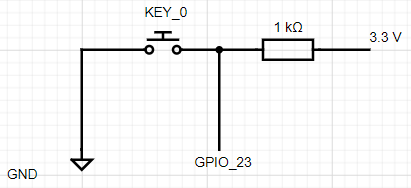 KEY_0
1 kΩ
3.3 V
GPIO_23
GND